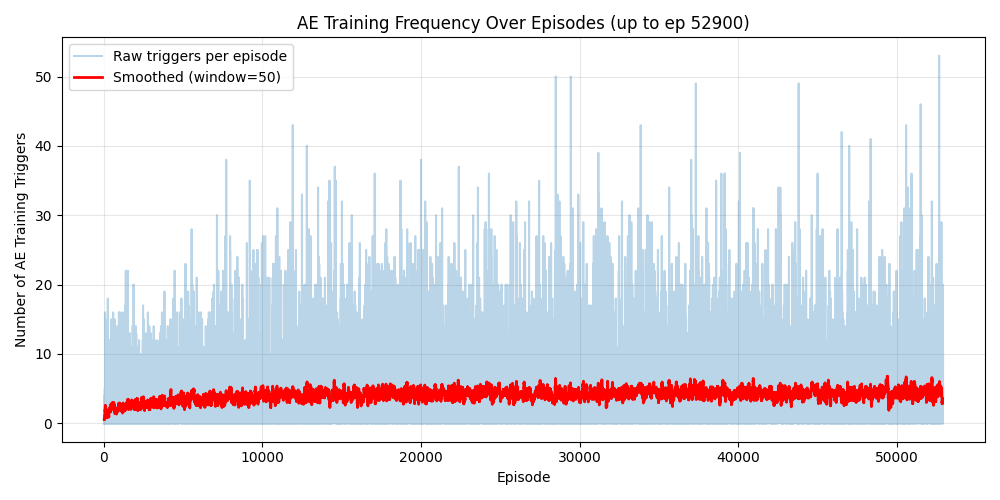 AE Training Frequency Over Episodes (up to ep 52900)
Raw triggers per episode
Smoothed (window=50)
Number of AE Training Triggers
50
40
30
20
10
0
0 10000 20000 30000 40000 50000
Episode